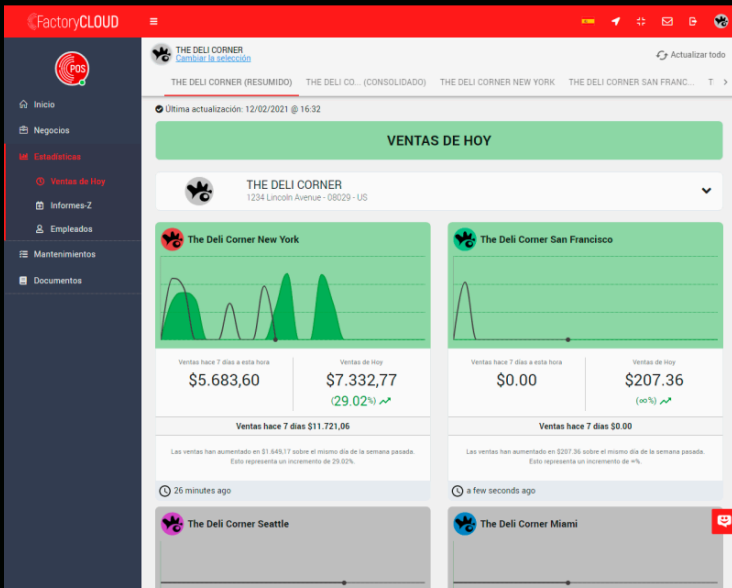 FactoryCLOUD
POS
Inicio
Negocios
Estadísticas
Ventas de Hoy
Informes-Z
Empleados
Mantenimientos
Documentos
THE DELI CORNER
Cambiar la selección
Actualizar todo
THE DELI CORNER (RESUMIDO) THE DELI CO... (CONSOLIDADO) THE DELI CORNER NEW YORK THE DELI CORNER SAN FRANC... T
Última actualización: 12/02/2021 @ 16:32
VENTAS DE HOY
THE DELI CORNER
1234 Lincoln Avenue - 08029 - US
The Deli Corner New York
Ventas hace 7 días a esta hora
$5.683,60
Ventas de Hoy
$7.332,77
(29.02%)
Ventas hace 7 días $11.721,06
Las ventas han aumentado en $1.649,17 sobre el mismo día de la semana pasada.
Esto representa un incremento de 29.02%.
26 minutes ago
The Deli Corner San Francisco
Ventas hace 7 días a esta hora
$0.00
Ventas de Hoy
$207.36
(∞%)
Ventas hace 7 días $0.00
Las ventas han aumentado en $207.36 sobre el mismo día de la semana pasada.
Esto representa un incremento de ∞%.
a few seconds ago
The Deli Corner Seattle
The Deli Corner Miami